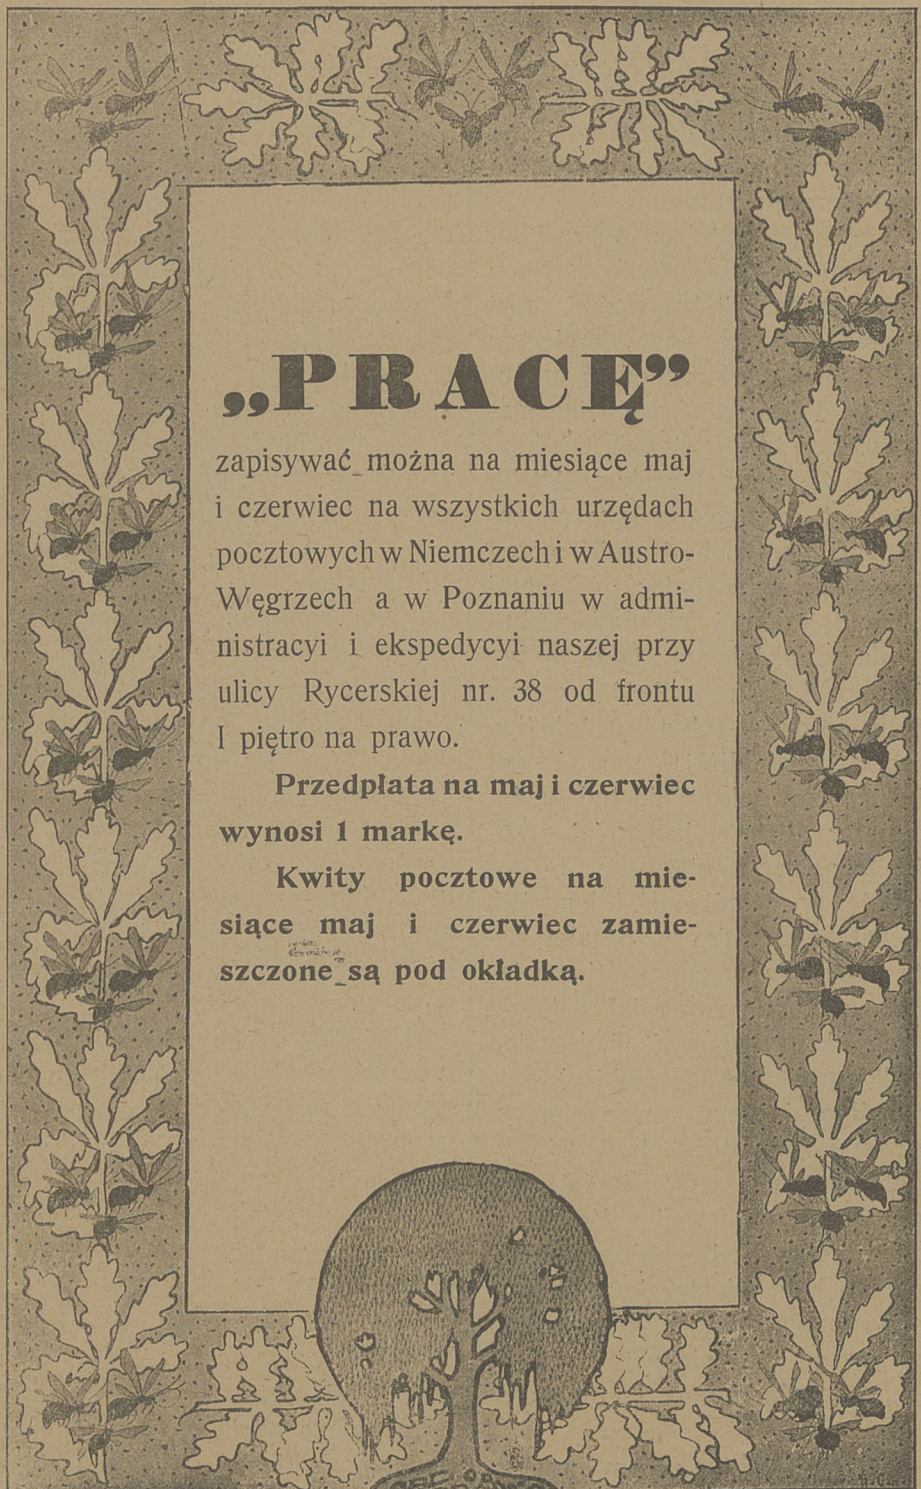 „PRACĘ”
zapisywać można na miesiące maj
i czerwiec na wszystkich urzędach
pocztowych w Niemczech i w Austro-
Węgrzech a w Poznaniu w admi-
nistracyi i ekspedycyi naszej przy
ulicy Rycerskiej nr. 38 od frontu
I piętro na prawo.
Przedpłata na maj i czerwiec
wynosi 1 markę.
Kwity pocztowe na mie-
siące maj i czerwiec zamie-
szczone są pod okładką.